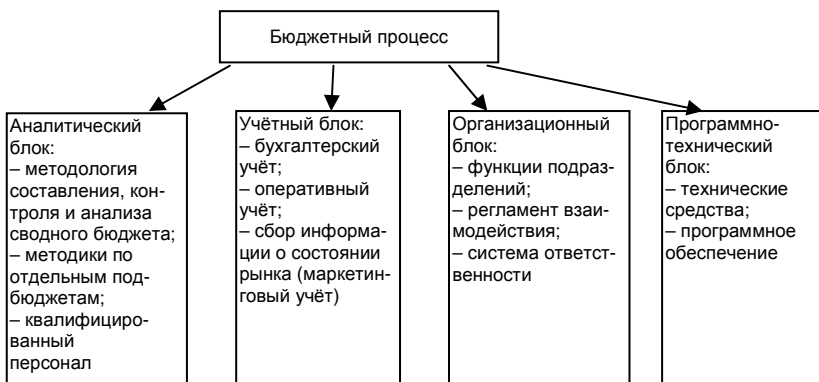 Бюджетный процесс
Аналитический
блок:
– методология
составления, кон-
троля и анализа
сводного бюджета;
– методики по
отдельным под-
бюджетам;
– квалифициро-
ванный
персонал
Учётный блок:
– бухгалтерский
учёт;
– оперативный
учёт;
– сбор информа-
ции о состоянии
рынка (маркетин-
говый учёт)
Организационный
блок:
– функции подраз-
делений;
– регламент взаи-
модействия;
– система ответст-
венности
Программно-
технический
блок:
– технические
средства;
– программное
обеспечение